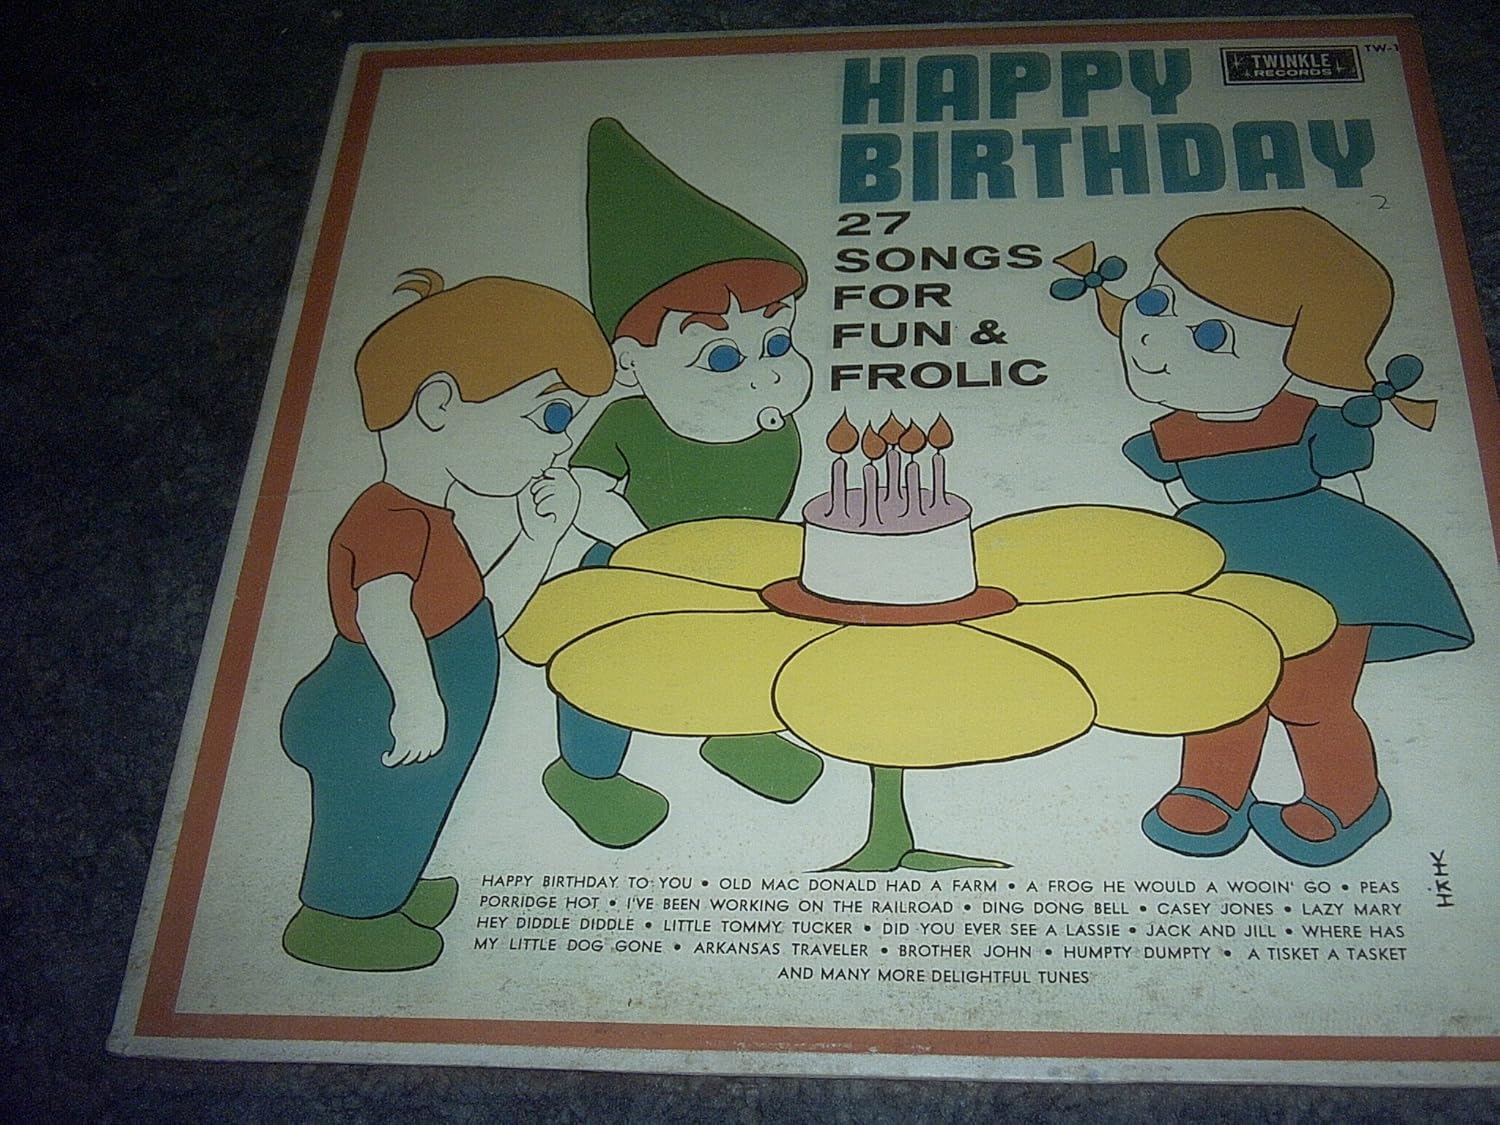 HAPPY
BIRTHDAY
TWINKLE
RECORDS
TW-1
27
SONGS
FOR
FUN &
FROLIC
2
HAPPY BIRTHDAY TO YOU • OLD MAC DONALD HAD A FARM • A FROG HE WOULD A WOOIN' GO • PEAS
PORRIDGE HOT • I'VE BEEN WORKING ON THE RAILROAD • DING DONG BELL • CASEY JONES • LAZY MARY
HEY DIDDLE DIDDLE • LITTLE TOMMY TUCKER • DID YOU EVER SEE A LASSIE • JACK AND JILL • WHERE HAS
MY LITTLE DOG GONE • ARKANSAS TRAVELER • BROTHER JOHN • HUMPTY DUMPTY • A TISKET A TASKET
AND MANY MORE DELIGHTFUL TUNES